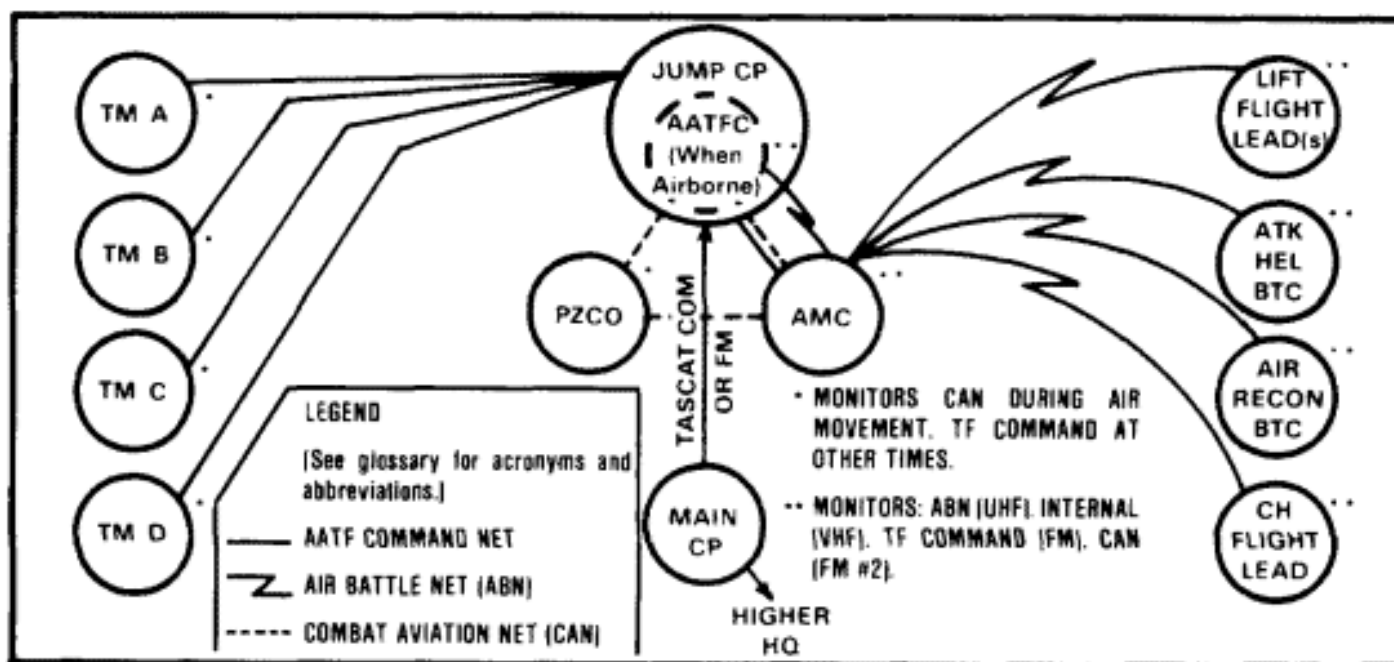 TM A
TM B
TM C
TM D
JUMP CP
AATFC
(When
Airborne)
PZCO
AMC
TASCAT COM
OR FM
MAIN
CP
HIGHER
HQ
LIFT
FLIGHT
LEAD(s)
ATK
HEL
BTC
AIR
RECON
BTC
CH
FLIGHT
LEAD
LEGEND
(See glossary for acronyms and
abbreviations.)
AATF COMMAND NET
AIR BATTLE NET (ABN)
COMBAT AVIATION NET (CAN)
· MONITORS CAN DURING AIR
MOVEMENT. TF COMMAND AT
OTHER TIMES.
·· MONITORS: ABN (UHF). INTERNAL
(VHF). TF COMMAND (FM). CAN
(FM #2).